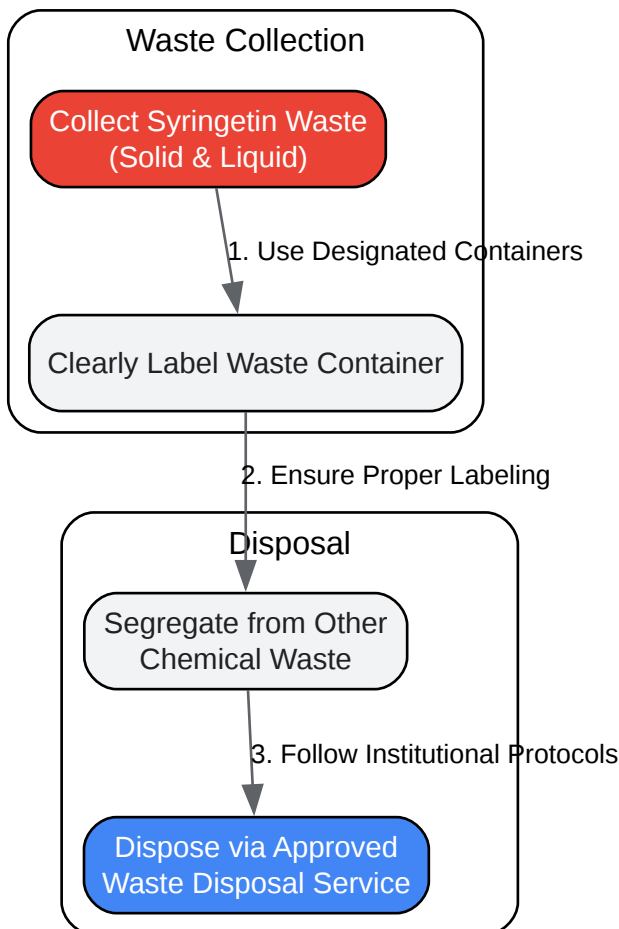 Waste Collection
Collect Syringetin Waste
(Solid & Liquid)
1. Use Designated Containers
Clearly Label Waste Container
2. Ensure Proper Labeling
Disposal
Segregate from Other
Chemical Waste
3. Follow Institutional Protocols
Dispose via Approved
Waste Disposal Service